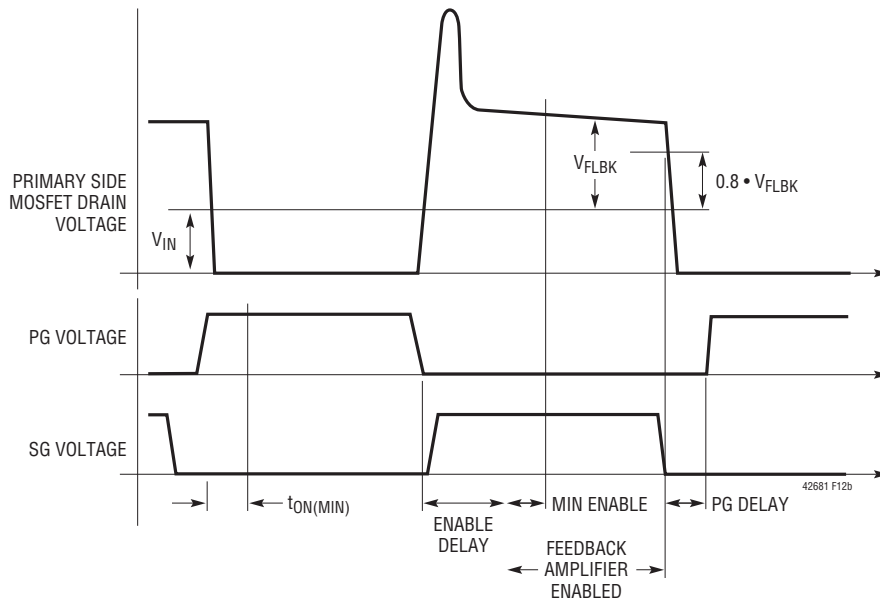 PRIMARY SIDE
MOSFET DRAIN
VOLTAGE
VIN
VFLBK
0.8 • VFLBK
PG VOLTAGE
SG VOLTAGE
42681 F12b
tON(MIN)
ENABLE
DELAY
MIN ENABLE
PG DELAY
FEEDBACK
AMPLIFIER
ENABLED